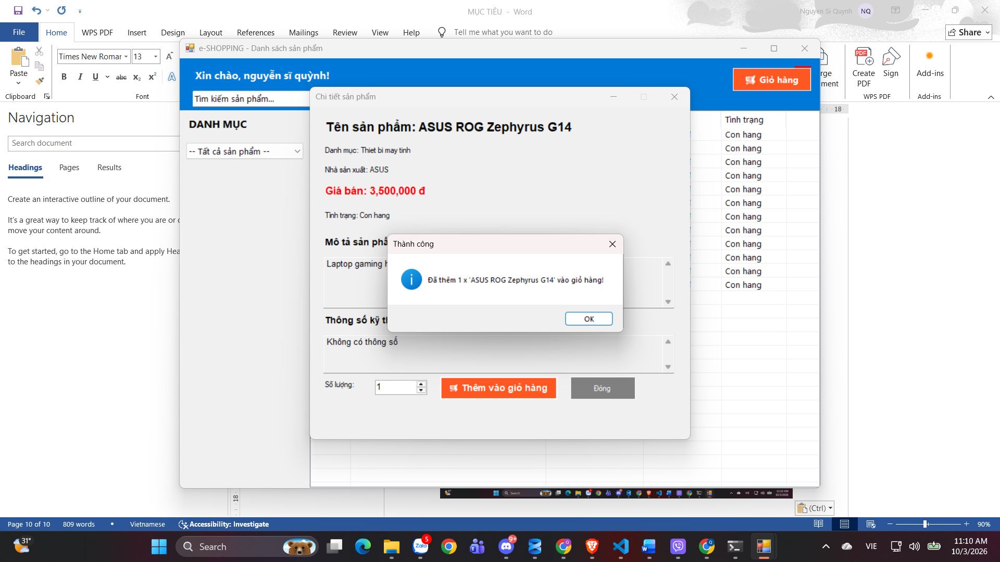 MỤC TIÊU - Word
Nguyen Si Quynh
NQ
File
Home
WPS PDF
Insert
Design
Layout
References
Mailings
Review
View
Help
Tell me what you want to do
Share
Paste
Times New Roman
13
Clipboard
Font
Create PDF
Sign
Add-ins
WPS PDF
Add-ins
Navigation
Search document
Headings
Pages
Results
Create an interactive outline of your document.
It's a great way to keep track of where you are or
move your content around.
To get started, go to the Home tab and apply
to the headings in your document.
e-SHOPPING - Danh sách sản phẩm
Xin chào, nguyễn sĩ quỳnh!
Giỏ hàng
Tìm kiếm sản phẩm...
DANH MỤC
-- Tất cả sản phẩm --
Tình trạng
Con hang
Con hang
Con hang
Con hang
Con hang
Con hang
Con hang
Con hang
Con hang
Con hang
Con hang
Con hang
Chi tiết sản phẩm
Tên sản phẩm: ASUS ROG Zephyrus G14
Danh mục: Thiet bi may tinh
Nhà sản xuất: ASUS
Giá bán: 3,500,000 đ
Tình trạng: Con hang
Mô tả sản
Laptop gaming
Thông số kỹ
Không có thông số
Số lượng:
1
Thêm vào giỏ hàng
Đóng
Thành công
Đã thêm 1 x 'ASUS ROG Zephyrus G14' vào giỏ hàng!
OK
18
18
(Ctrl)
Page 10 of 10
809 words
Vietnamese
Accessibility: Investigate
90%
31°
Search
Zalo
5
9+
VIE
11:10 AM
10/3/2026